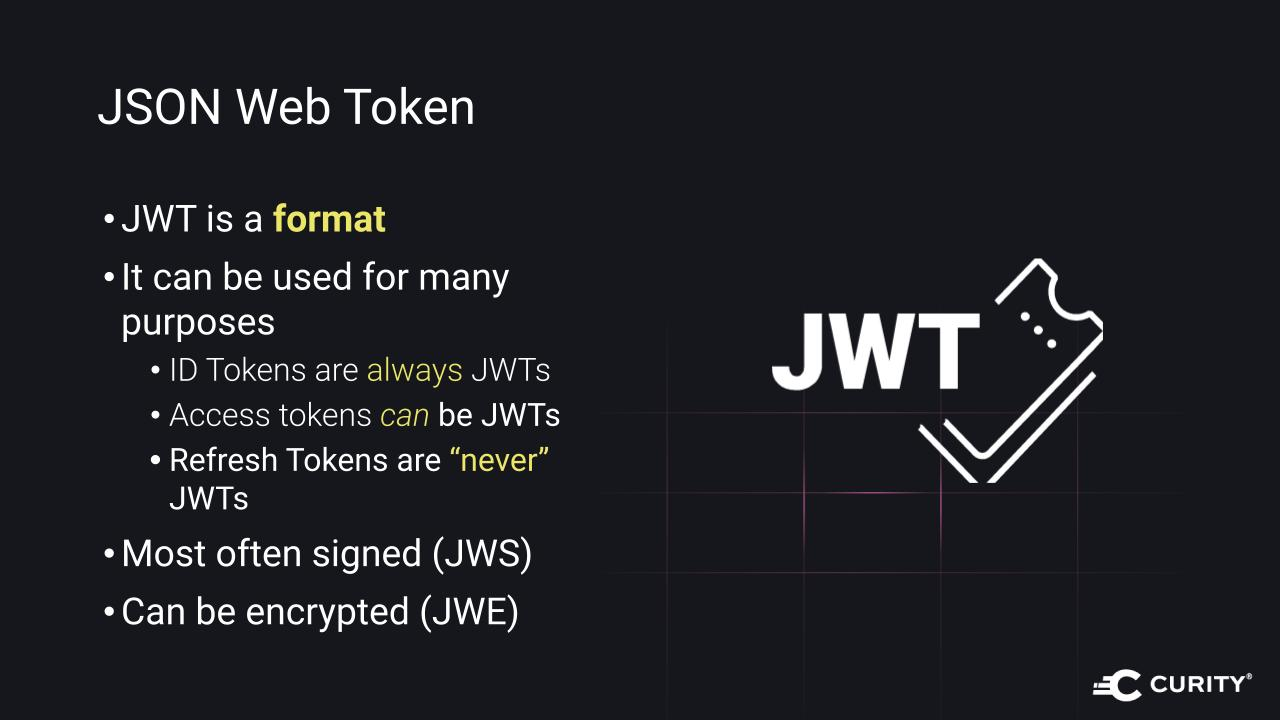 JSON Web Token
• JWT is a format
• It can be used for many
purposes
• ID Tokens are always JWTs
• Access tokens can be JWTs
• Refresh Tokens are “never”
JWTs
• Most often signed (JWS)
• Can be encrypted (JWE)
JWT
CURITY®